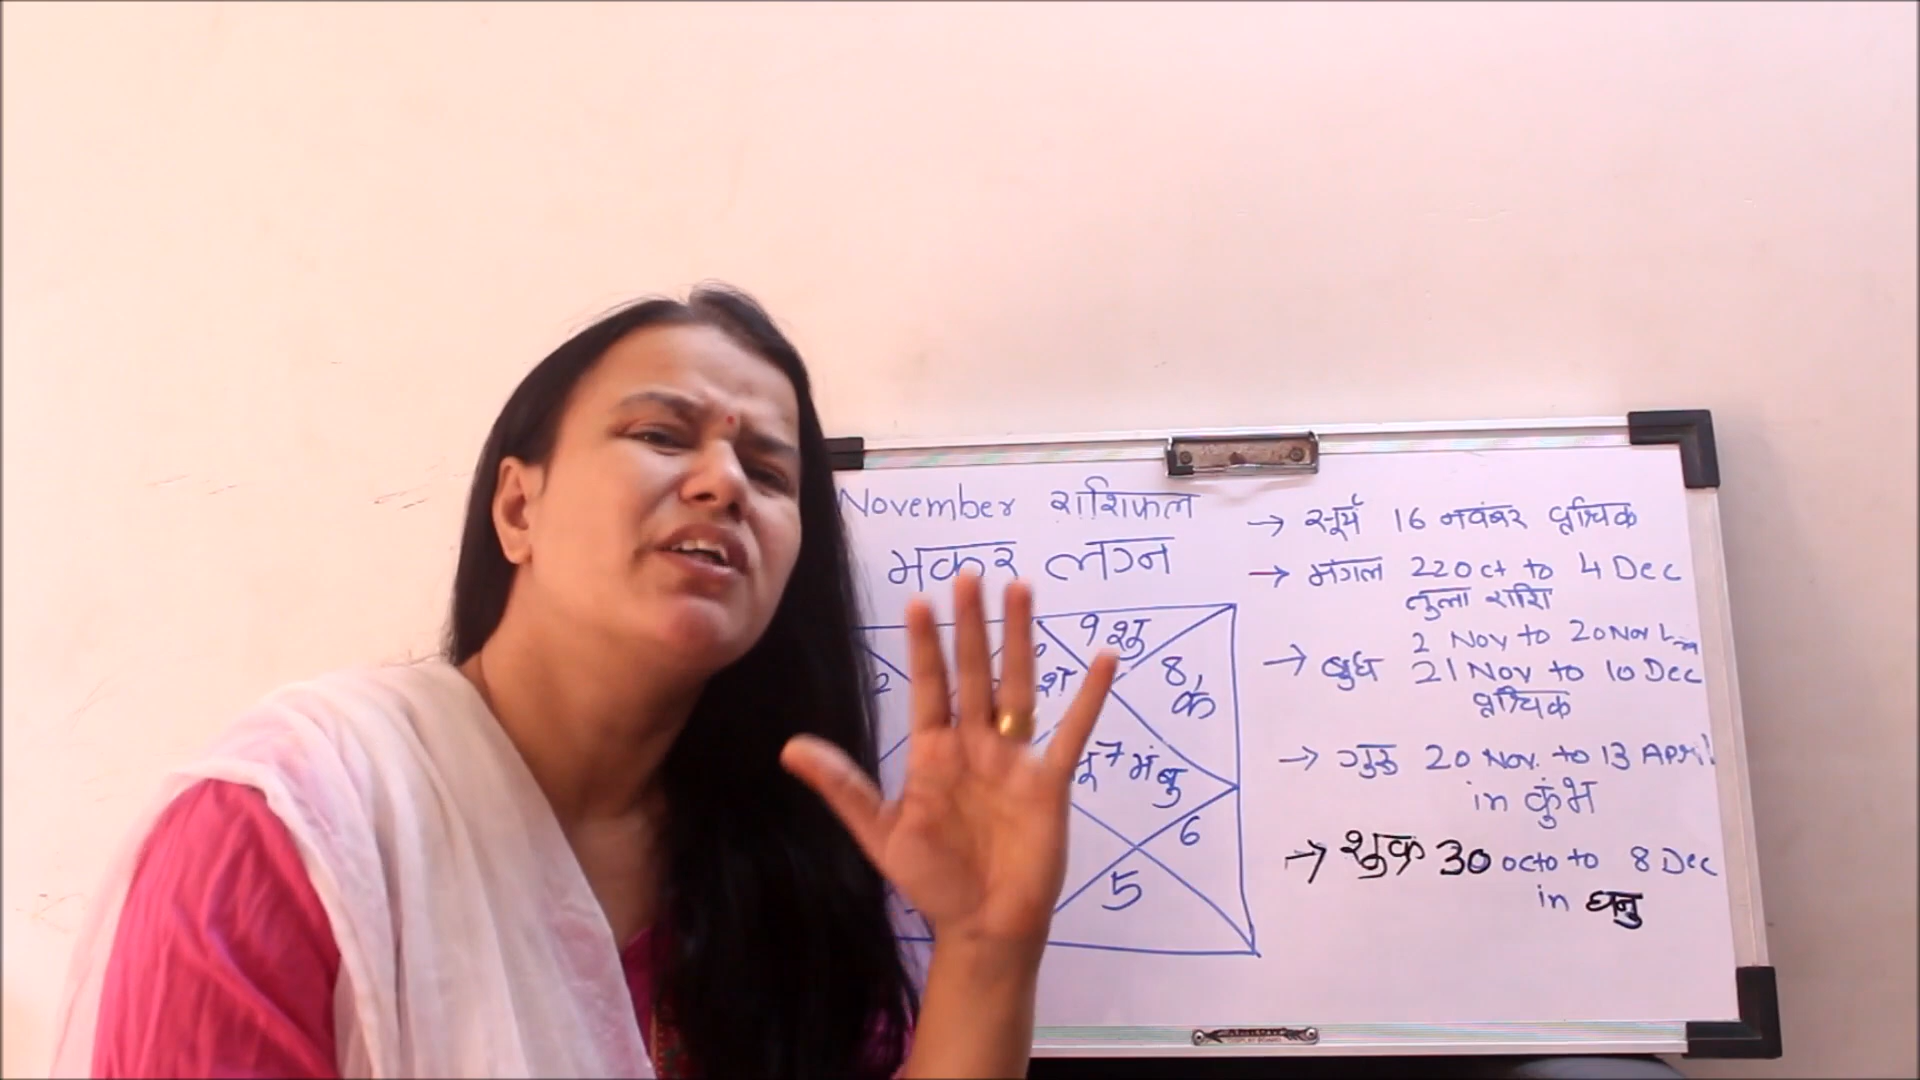 November राशिफल
मकर लग्न
9 शु
2
श
8, के
सू 7 मं बु
6
5
→ सूर्य 16 नवंबर वृश्चिक
→ मंगल 22 Oct to 4 Dec
तुला राशि
2 Nov to 20 Nov
→ बुध 21 Nov to 10 Dec
वृश्चिक
→ गुरु 20 Nov. to 13 April
in कुंभ
→ शुक्र 30 octo to 8 Dec
in धनु